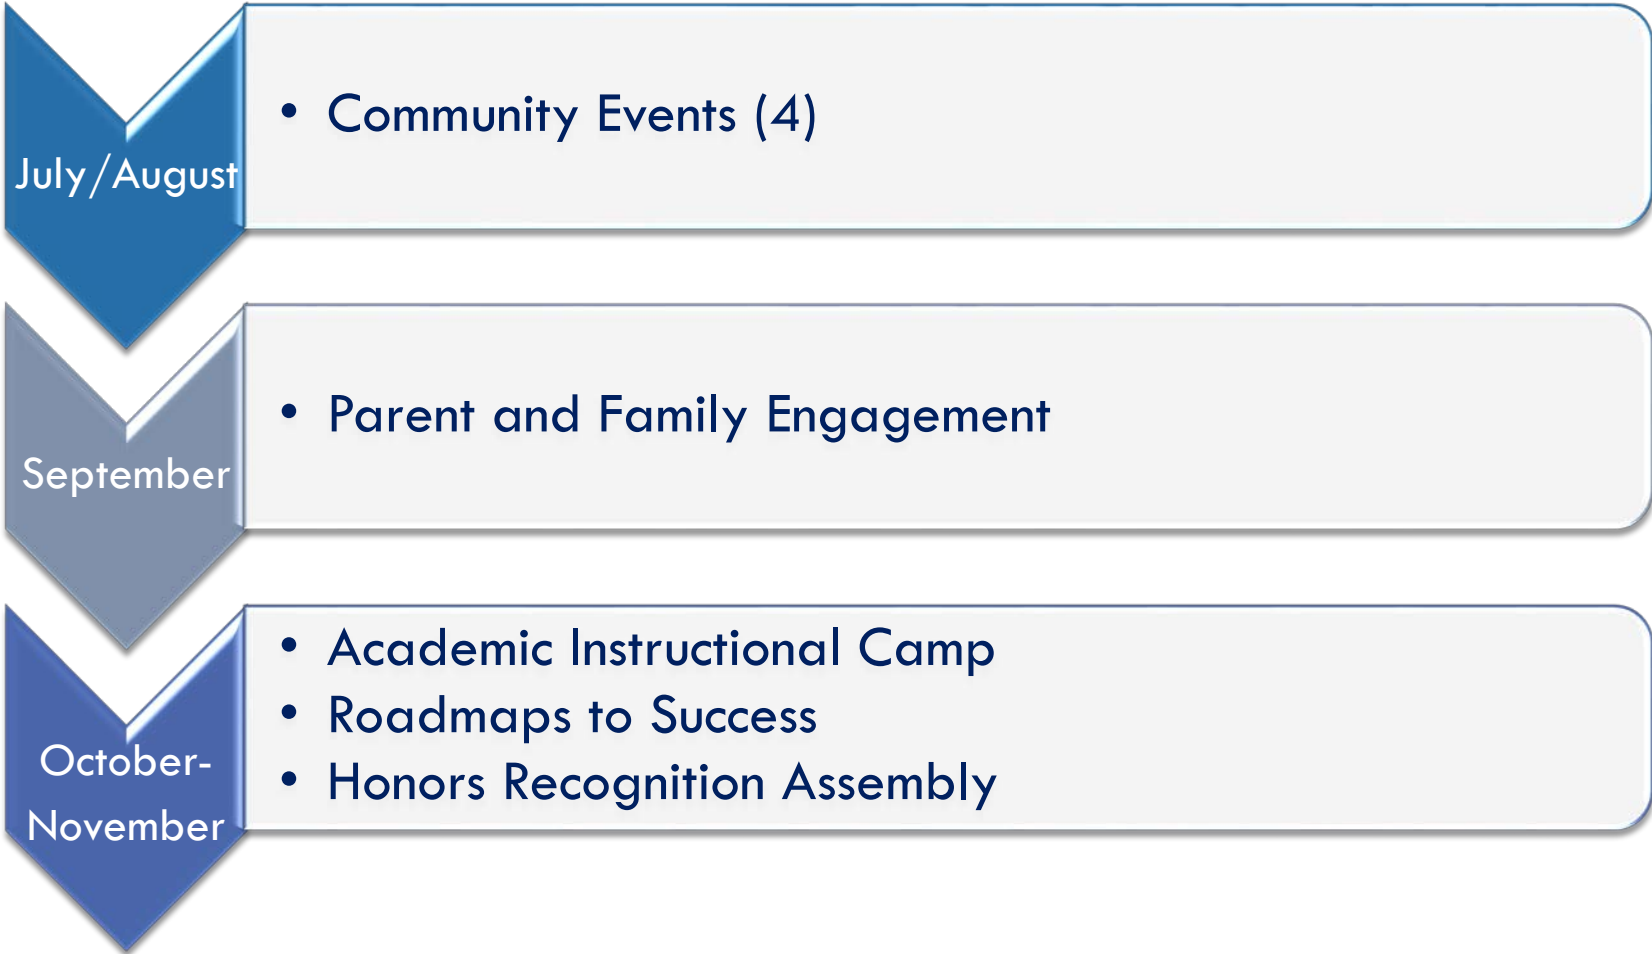 July/August
• Community Events (4)
September
• Parent and Family Engagement
October-
November
• Academic Instructional Camp
• Roadmaps to Success
• Honors Recognition Assembly